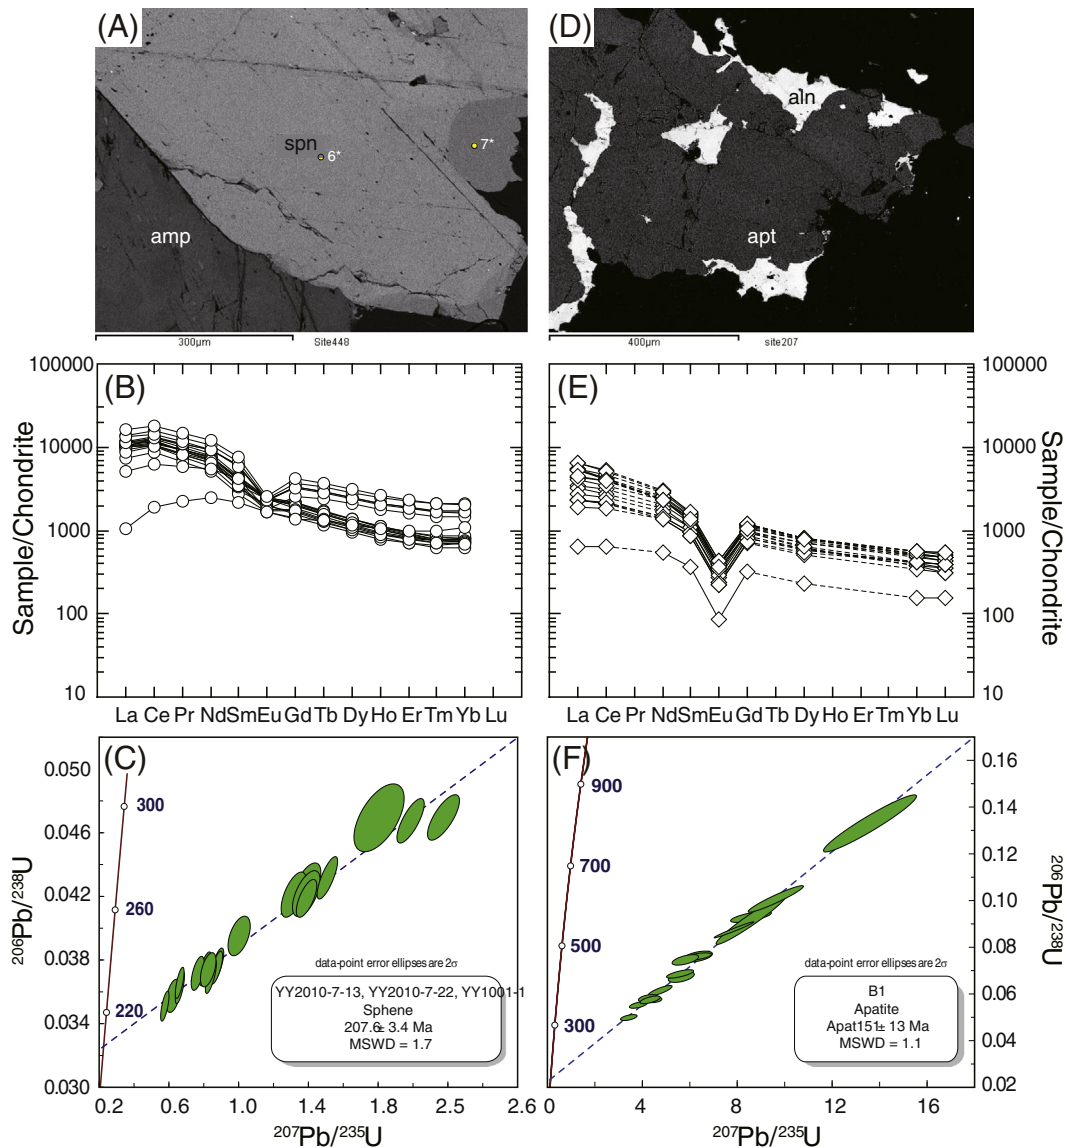 (A)
spn
6*
7*
amp
300μm
Site448
(D)
aln
apt
400μm
site207
(B)
100000
10000
1000
100
10
Sample/Chondrite
La Ce Pr Nd Sm Eu Gd Tb Dy Ho Er Tm Yb Lu
(E)
100000
10000
1000
100
10
Sample/Chondrite
La Ce Pr Nd Sm Eu Gd Tb Dy Ho Er Tm Yb Lu
(C)
0.050
0.046
0.042
0.038
0.034
0.030
²⁰⁶Pb/²³⁸U
300
260
220
data-point error ellipses are 2σ
YY2010-7-13, YY2010-7-22, YY1001-1
Sphene
207.6± 3.4 Ma
MSWD = 1.7
0.2 0.6 1.0 1.4 1.8 2.2 2.6
²⁰⁷Pb/²³⁵U
(F)
900
700
500
300
data-point error ellipses are 2σ
B1
Apatite
Apat151± 13 Ma
MSWD = 1.1
0.16
0.14
0.12
0.10
0.08
0.06
0.04
0.02
²⁰⁶Pb/²³⁸U
0 4 8 12 16
²⁰⁷Pb/²³⁵U